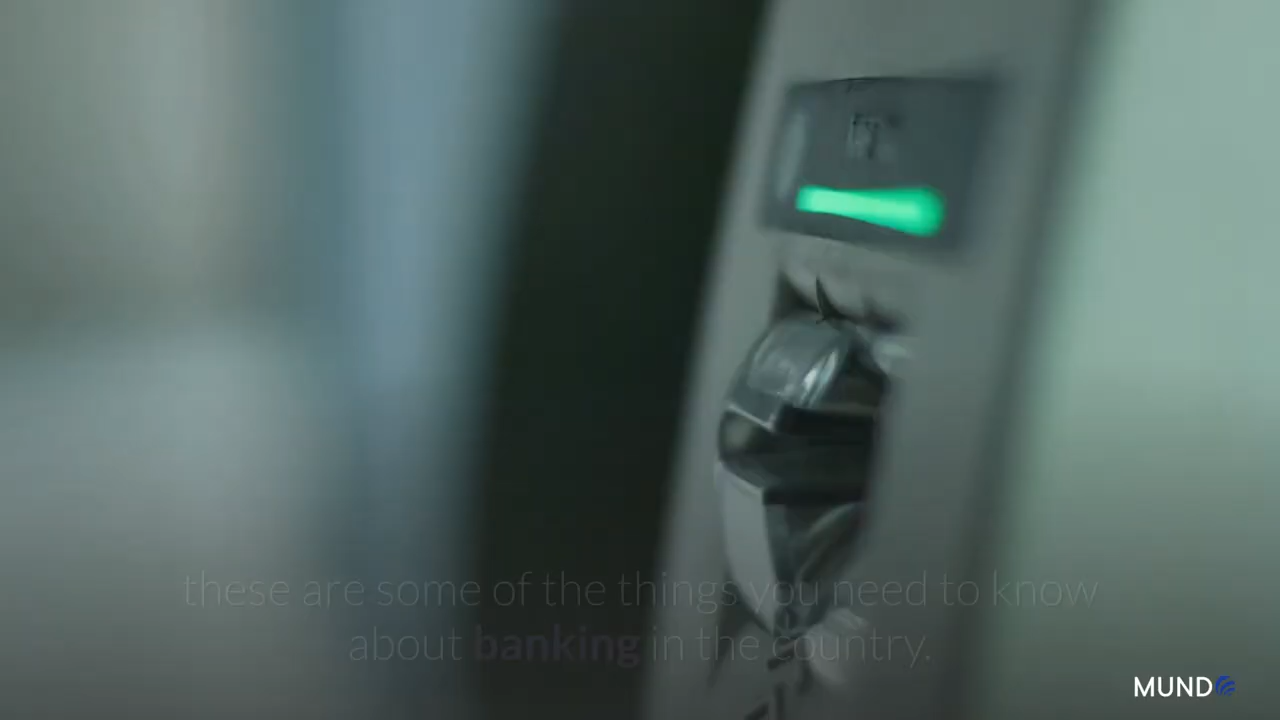 these are some of the things you need to know
about banking in the country.
MUNDO